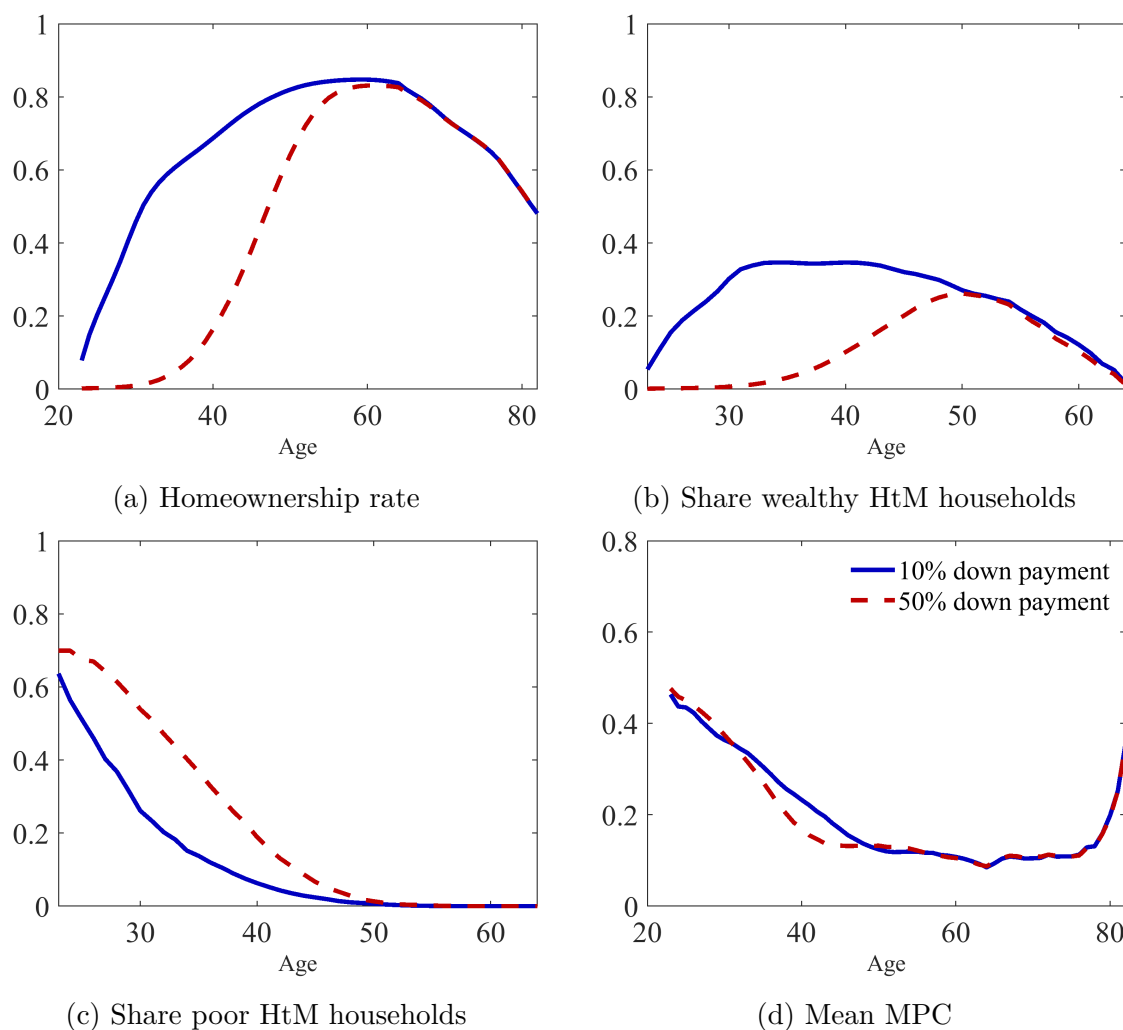 1
0.8
0.6
0.4
0.2
0
20 40 60 80
Age
(a) Homeownership rate
1
0.8
0.6
0.4
0.2
0
30 40 50 60
Age
(b) Share wealthy HtM households
1
0.8
0.6
0.4
0.2
0
30 40 50 60
Age
(c) Share poor HtM households
0.8
0.6
0.4
0.2
0
10% down payment
50% down payment
20 40 60 80
Age
(d) Mean MPC